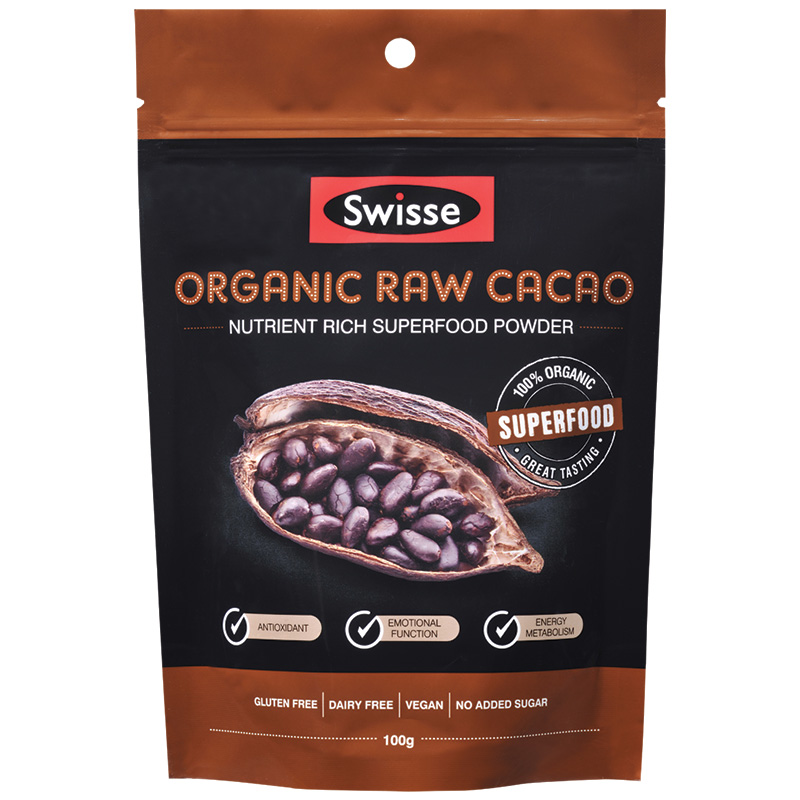 Swisse
ORGANIC RAW CACAO
NUTRIENT RICH SUPERFOOD POWDER
100% ORGANIC
SUPERFOOD
GREAT TASTING
ANTIOXIDANT
EMOTIONAL
FUNCTION
ENERGY
METABOLISM
GLUTEN FREE | DAIRY FREE | VEGAN | NO ADDED SUGAR
100g